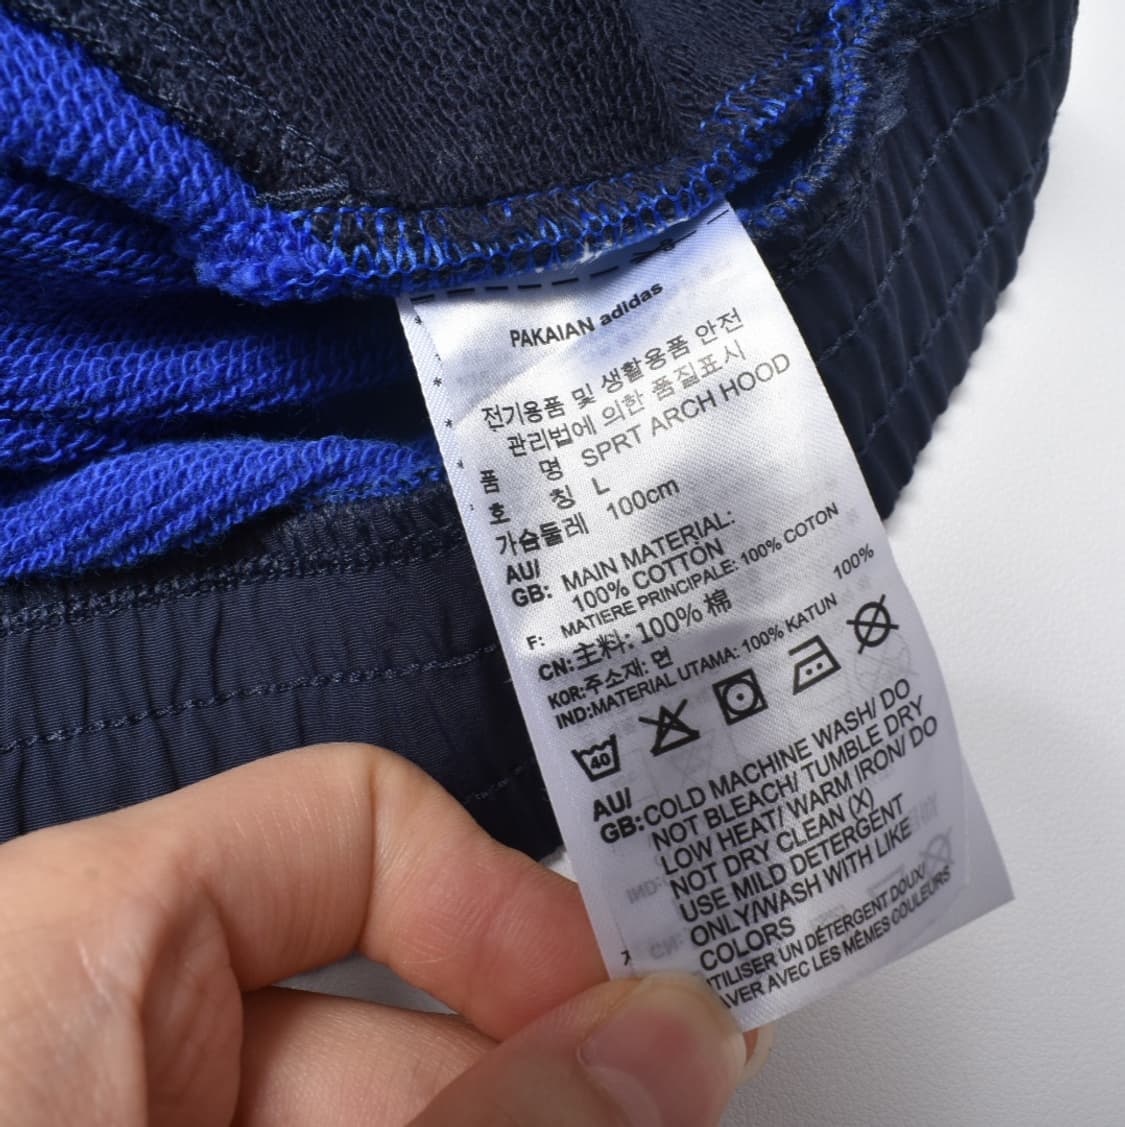 PAKAIAN adidas
전기용품 및 생활용품 안전
관리법에 의한 품질표시
품 명 SPRT ARCH HOOD
호 칭 L
가슴둘레 100cm
AU/
GB: MAIN MATERIAL:
100% COTTON
F: MATIERE PRINCIPALE: 100% COTON
CN:主料: 100% 棉
KOR:주소재: 면 100%
IND:MATERIAL UTAMA: 100% KATUN
40
AU/
GB:COLD MACHINE WASH/ DO
NOT BLEACH/ TUMBLE DRY
LOW HEAT/ WARM IRON/ DO
NOT DRY CLEAN (X)
USE MILD DETERGENT
ONLY/WASH WITH LIKE
COLORS
UTILISER UN DÉTERGENT DOUX/
AVER AVEC LES MÊMES COULEURS